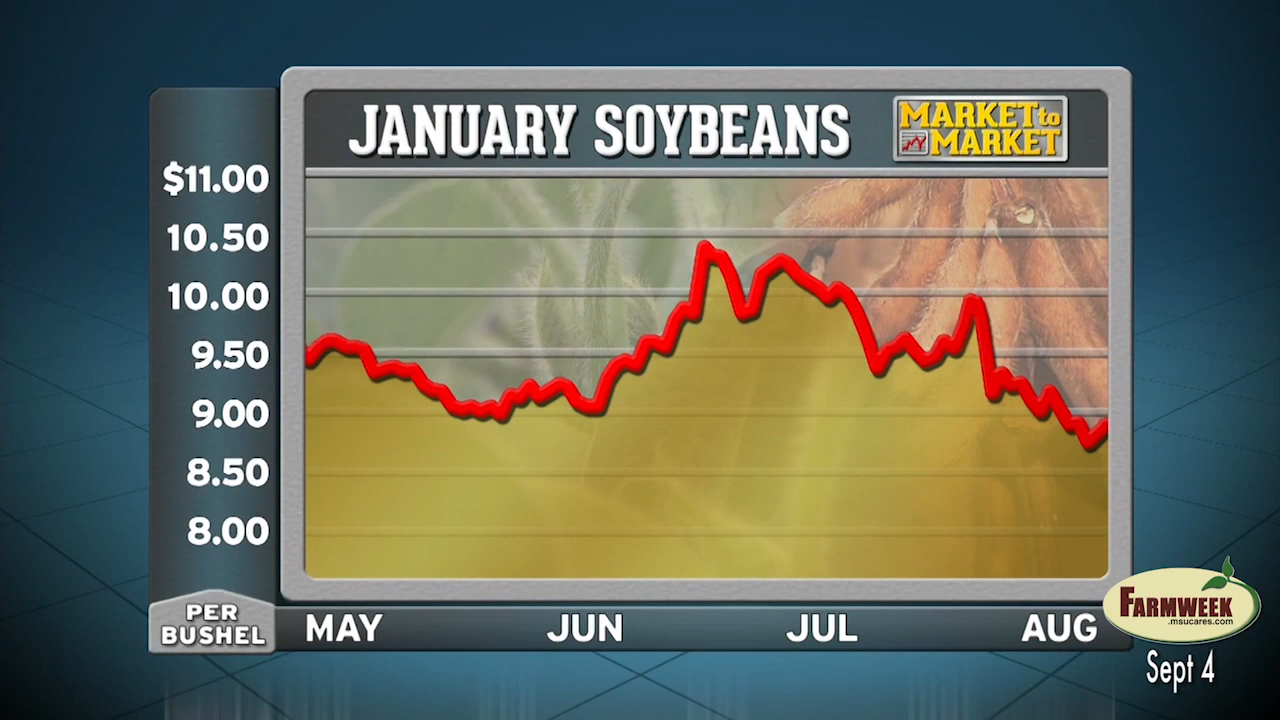 JANUARY SOYBEANS
MARKET to
MARKET
$11.00
10.50
10.00
9.50
9.00
8.50
8.00
PER
BUSHEL
MAY JUN JUL AUG
FARMWEEK
.msucares.com
Sept 4